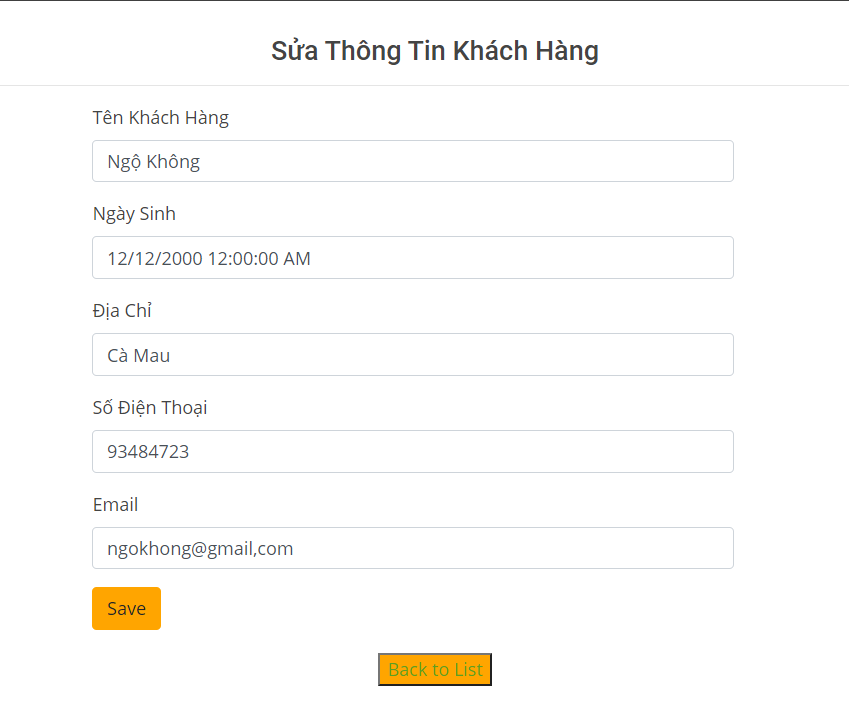 Sửa Thông Tin Khách Hàng
Tên Khách Hàng
Ngộ Không
Ngày Sinh
12/12/2000 12:00:00 AM
Địa Chỉ
Cà Mau
Số Điện Thoại
93484723
Email
ngokhong@gmail,com
Save
Back to List